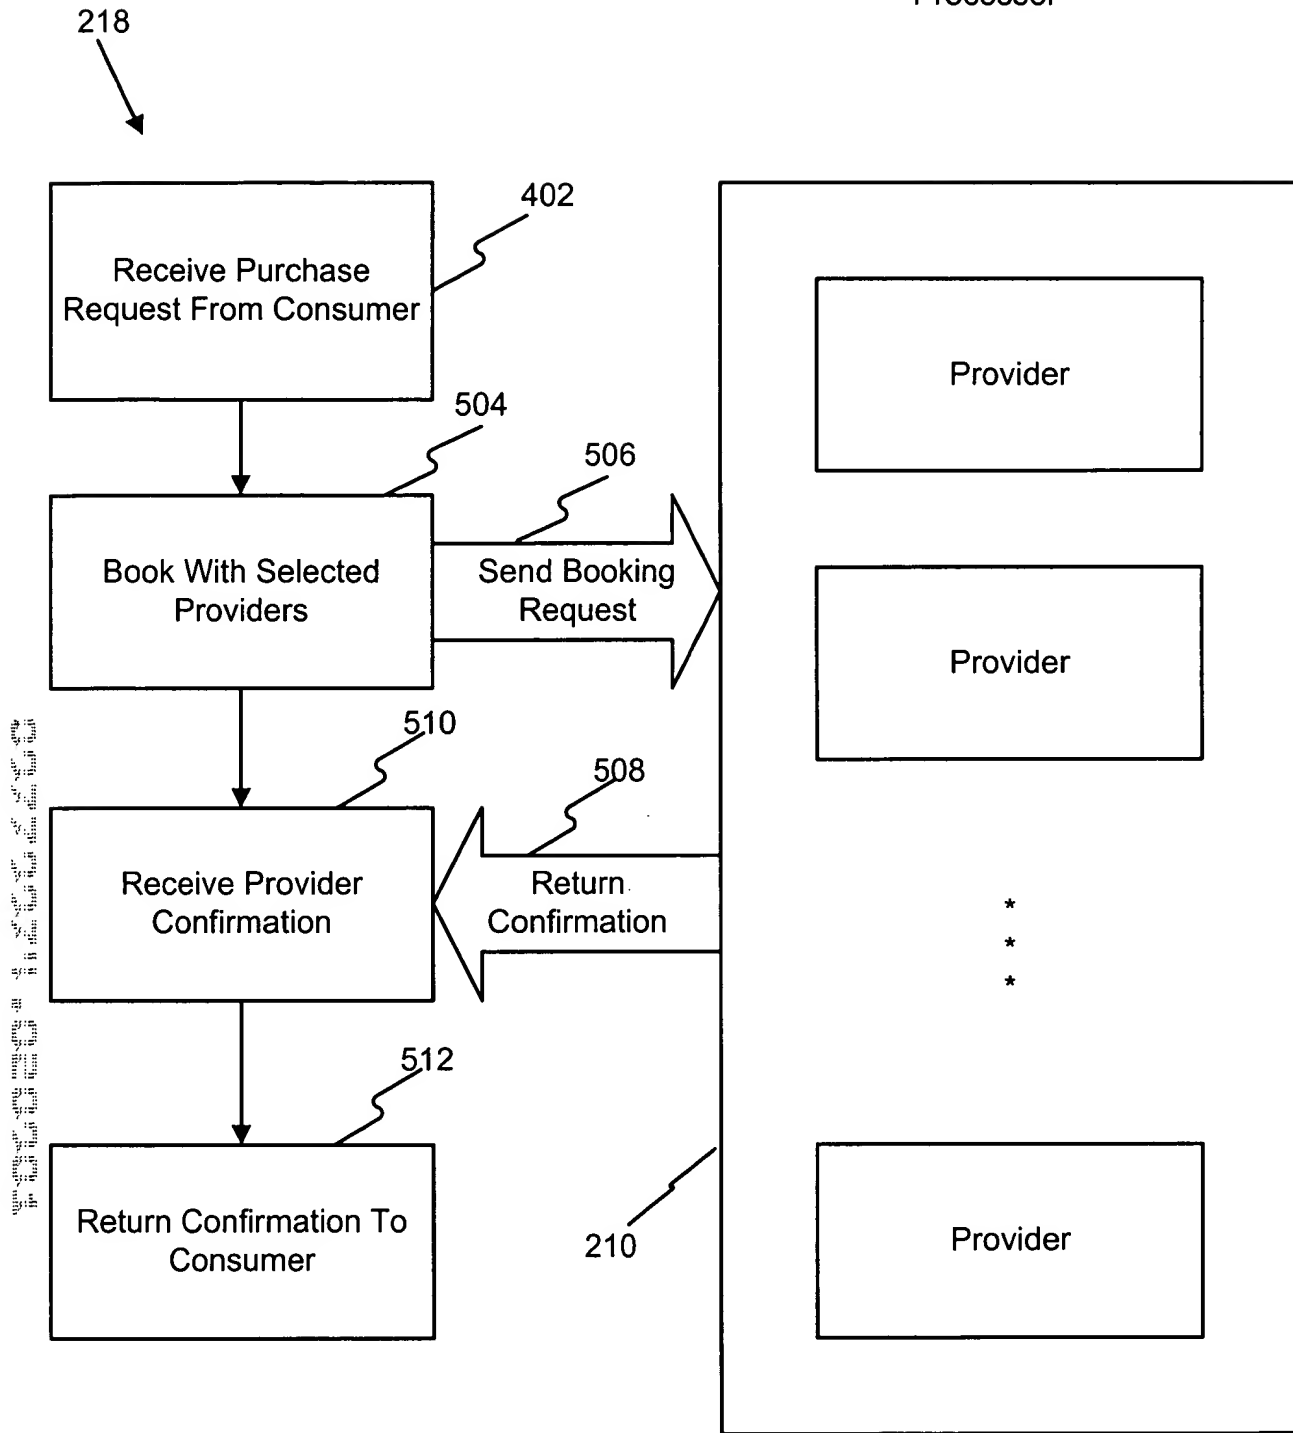 218
402
Receive Purchase
Request From Consumer
Provider
504
506
Book With Selected
Providers
Send Booking
Request
Provider
510
508
Receive Provider
Confirmation
Return
Confirmation
*
*
*
512
Return Confirmation To
Consumer
210
Provider